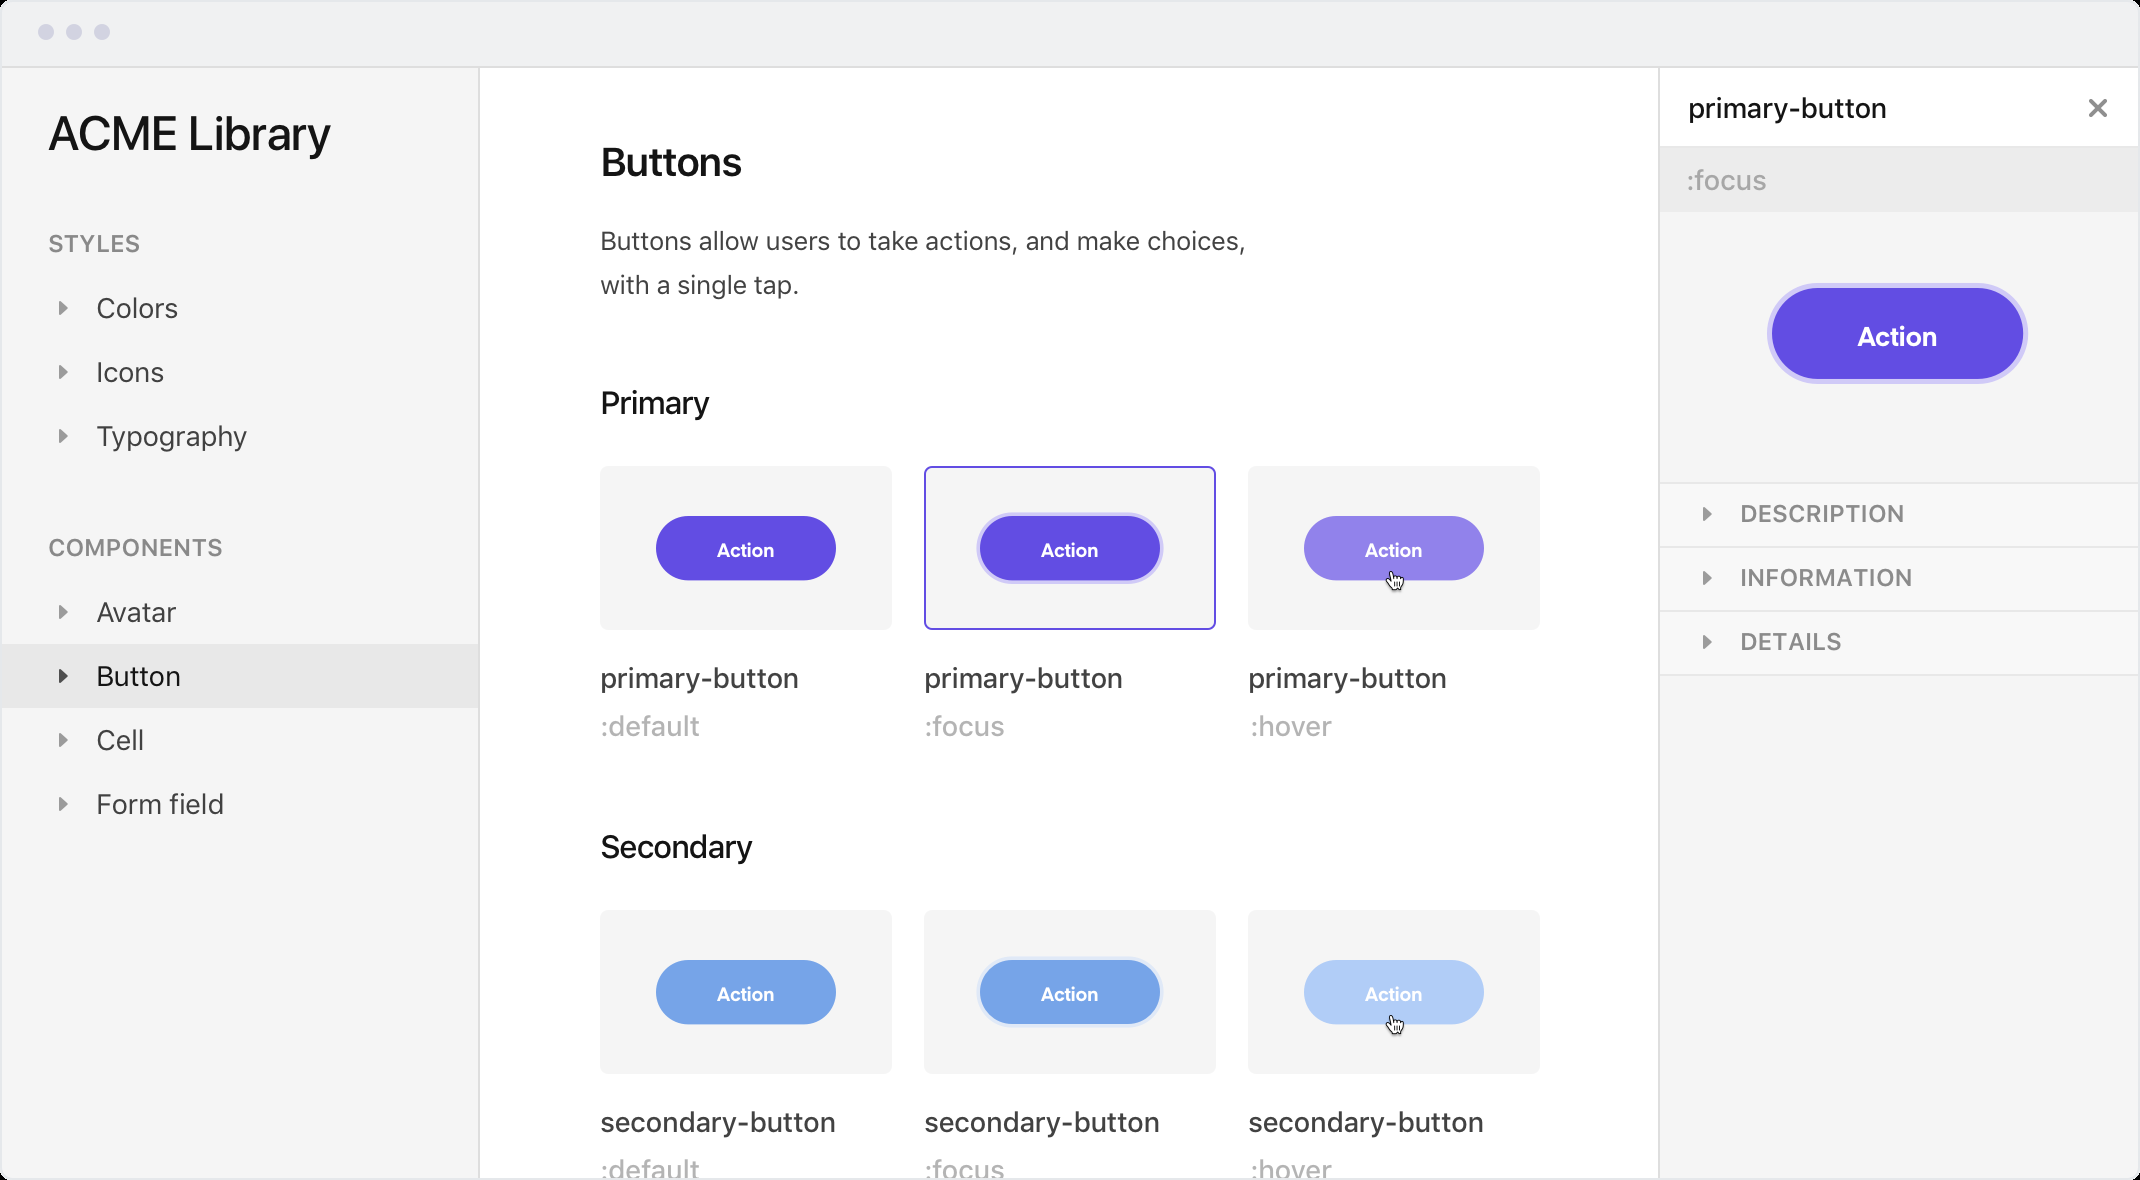 ACME Library
STYLES
Colors
Icons
Typography
COMPONENTS
Avatar
Button
Cell
Form field
Buttons
Buttons allow users to take actions, and make choices,
with a single tap.
Primary
Action
Action
Action
primary-button
primary-button
primary-button
:default
:focus
:hover
Secondary
Action
Action
Action
secondary-button
secondary-button
secondary-button
:default
:focus
:hover
primary-button
:focus
Action
DESCRIPTION
INFORMATION
DETAILS